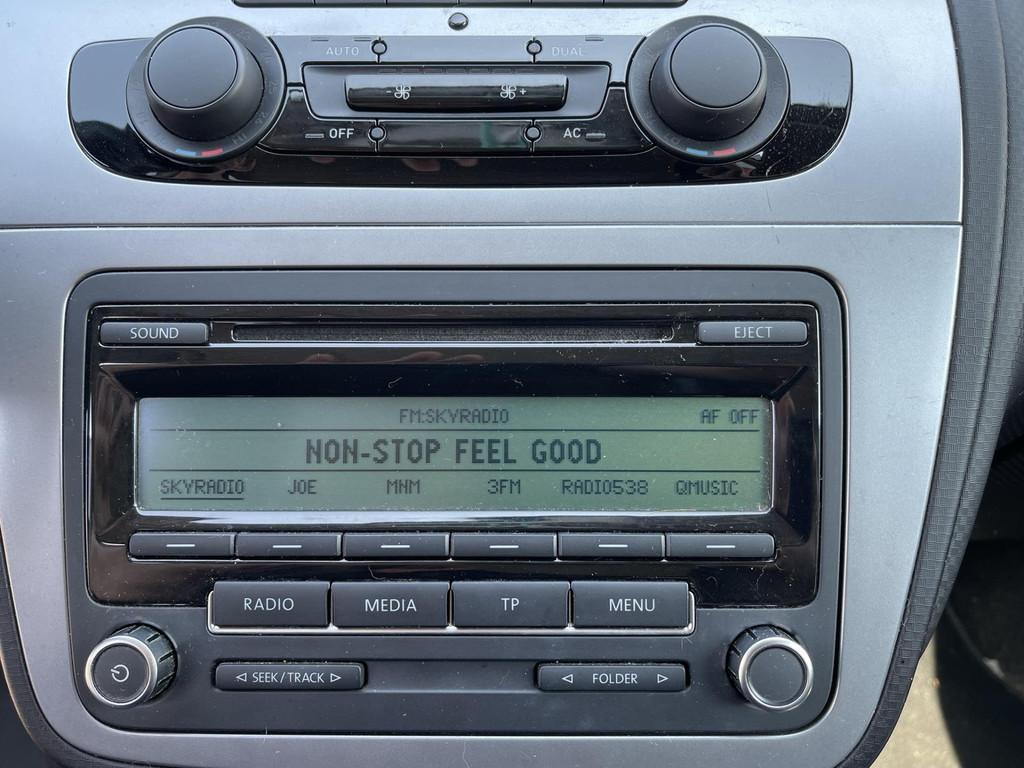 AUTO DUAL
- +
OFF AC
SOUND EJECT
FM:SKYRADIO AF OFF
NON-STOP FEEL GOOD
SKYRADIO JOE MNM 3FM RADIO538 QMUSIC
RADIO MEDIA TP MENU
SEEK / TRACK FOLDER